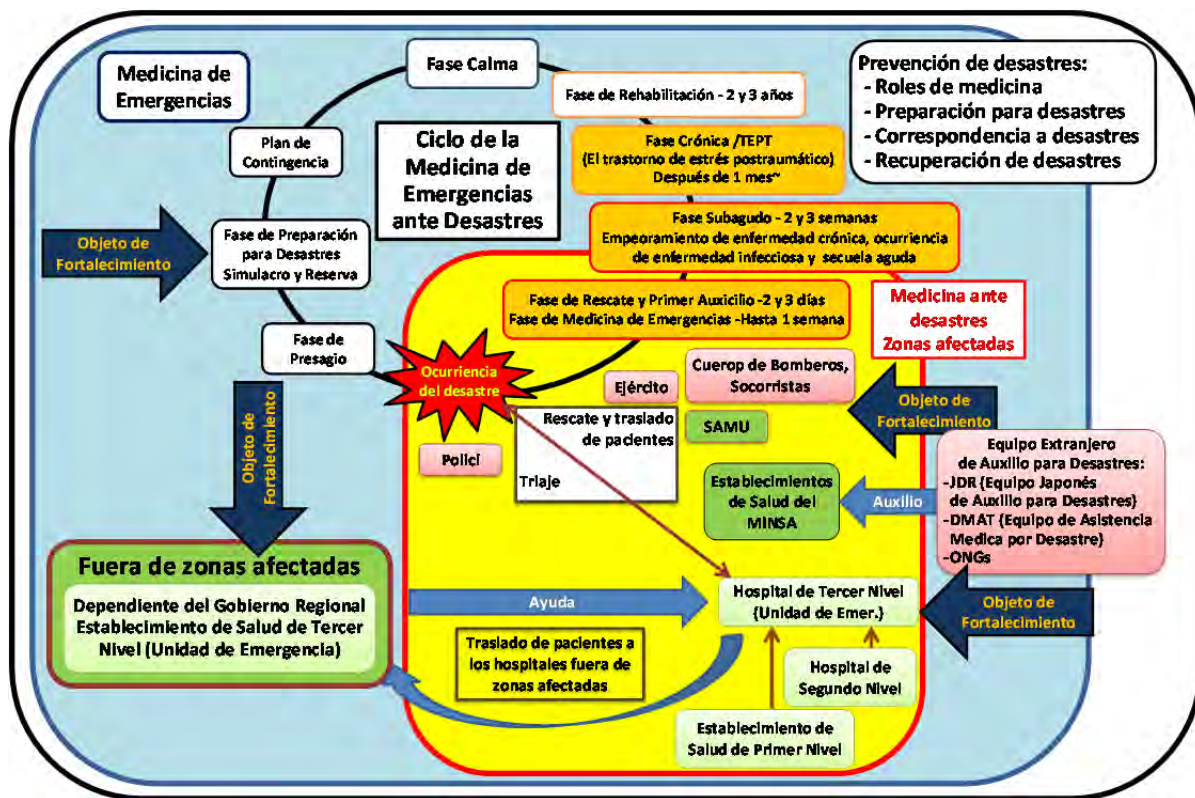 Medicina de
Emergencias
Fase Calma
Prevención de desastres:
- Roles de medicina
- Preparación para desastres
- Correspondencia a desastres
- Recuperación de desastres
Fase de Rehabilitación - 2 y 3 años
Plan de
Contingencia
Ciclo de la
Medicina de
Emergencias
ante Desastres
Fase Crónica /TEPT
(El trastorno de estrés postraumático)
Después de 1 mes~
Objeto de
Fortalecimiento
Fase de Preparación
para Desastres
Simulacro y Reserva
Fase Subagudo - 2 y 3 semanas
Empeoramiento de enfermedad crónica, ocurriencia
de enfermedad infecciosa y secuela aguda
Fase de Rescate y Primer Auxicilio -2 y 3 días
Fase de Medicina de Emergencias -Hasta 1 semana
Medicina ante
desastres
Zonas afectadas
Fase de
Presagio
Ocurriencia
del desastre
Ejército
Cuerop de Bomberos,
Socorristas
Objeto de
Fortalecimiento
Objeto de
Fortalecimiento
Rescate y traslado
de pacientes
Triaje
SAMU
Polici
Establecimientos
de Salud del
MINSA
Auxilio
Equipo Extranjero
de Auxilio para Desastres:
-JDR {Equipo Japonés
de Auxilio para Desastres}
-DMAT {Equipo de Asistencia
Medica por Desastre}
-ONGs
Fuera de zonas afectadas
Dependiente del Gobierno Regional
Establecimiento de Salud de Tercer
Nivel (Unidad de Emergencia)
Ayuda
Hospital de Tercer Nivel
{Unidad de Emer.}
Objeto de
Fortalecimiento
Traslado de pacientes a
los hospitales fuera de
zonas afectadas
Hospital de
Segundo Nivel
Establecimiento de
Salud de Primer Nivel